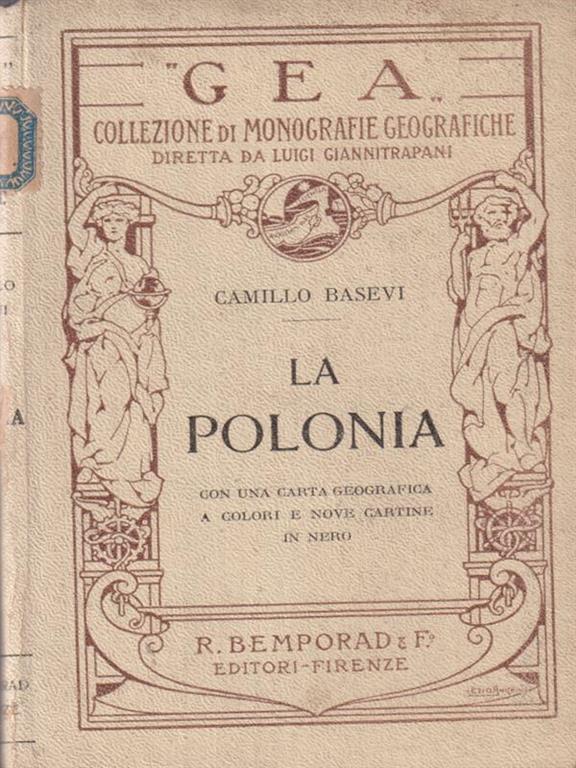 "GEA"
COLLEZIONE DI MONOGRAFIE GEOGRAFICHE
DIRETTA DA LUIGI GIANNITRAPANI
CAMILLO BASEVI
LA
POLONIA
CON UNA CARTA GEOGRAFICA
A COLORI E NOVE CARTINE
IN NERO
R. BEMPORAD & F.º
EDITORI-FIRENZE